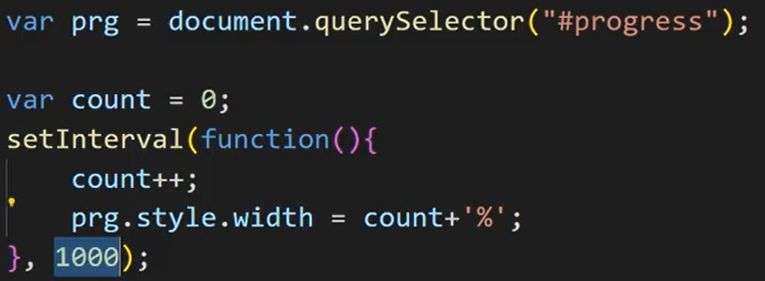 var prg = document.querySelector("#progress");
var count = 0;
setInterval(function(){
count++;
prg.style.width = count+'%';
}, 1000);